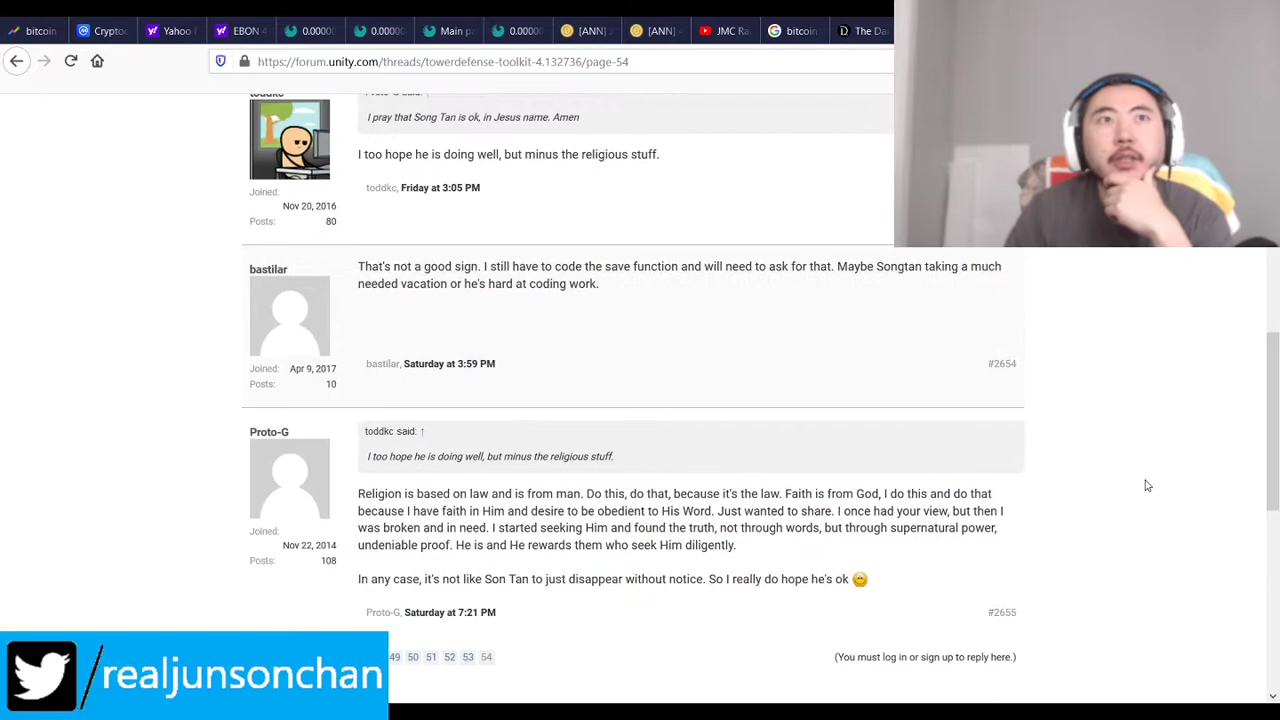 bitcoin
Cryptoc
Yahoo F
EBON 4
0.00000
0.0000
Main pa
0.0000
[ANN]
[ANN]
JMC Ra
bitcoin
The Da
https://forum.unity.com/threads/towerdefense-toolkit-4.132736/page-54
toddkc
Proto-G said: ↑
I pray that Song Tan is ok, in Jesus name. Amen
I too hope he is doing well, but minus the religious stuff.
toddkc, Friday at 3:05 PM
Joined:
Nov 20, 2016
Posts: 80
bastilar
That's not a good sign. I still have to code the save function and will need to ask for that. Maybe Songtan taking a much
needed vacation or he's hard at coding work.
bastilar, Saturday at 3:59 PM
#2654
Joined: Apr 9, 2017
Posts: 10
Proto-G
toddkc said: ↑
I too hope he is doing well, but minus the religious stuff.
Religion is based on law and is from man. Do this, do that, because it's the law. Faith is from God, I do this and do that
because I have faith in Him and desire to be obedient to His Word. Just wanted to share. I once had your view, but then I
was broken and in need. I started seeking Him and found the truth, not through words, but through supernatural power,
undeniable proof. He is and He rewards them who seek Him diligently.
In any case, it's not like Son Tan to just disappear without notice. So I really do hope he's ok
Joined:
Nov 22, 2014
Posts: 108
Proto-G, Saturday at 7:21 PM
#2655
49 50 51 52 53 54
(You must log in or sign up to reply here.)
/realjunsonchan